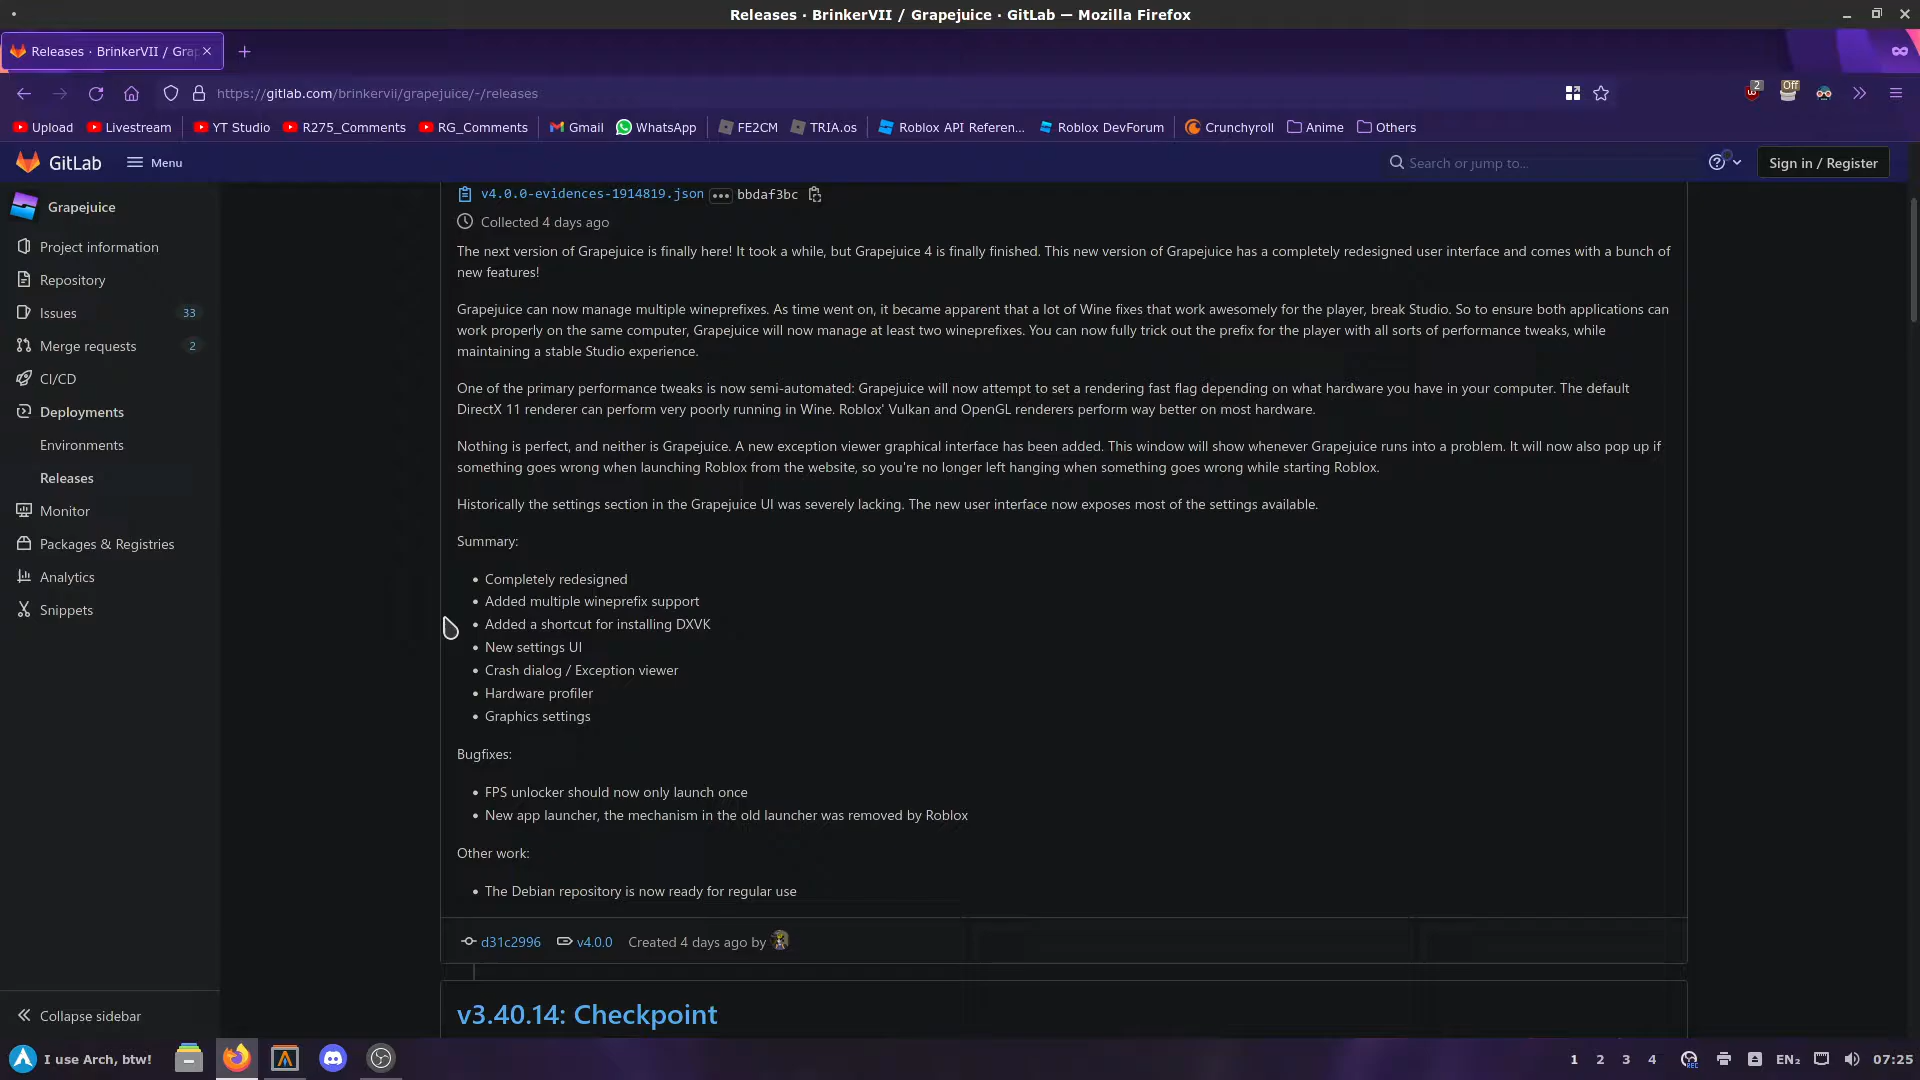 Releases · BrinkerVII / Grapejuice · GitLab — Mozilla Firefox
Releases · BrinkerVII / Gra
https://gitlab.com/brinkervii/grapejuice/-/releases
2
Off
Upload
Livestream
YT Studio
R275_Comments
RG_Comments
Gmail
WhatsApp
FE2CM
TRIA.os
Roblox API Referen...
Roblox DevForum
Crunchyroll
Anime
Others
GitLab
Menu
Search or jump to...
Sign in / Register
Grapejuice
Project information
Repository
Issues 33
Merge requests 2
CI/CD
Deployments
Environments
Releases
Monitor
Packages & Registries
Analytics
Snippets
Collapse sidebar
v4.0.0-evidences-1914819.json ••• bbdaf3bc
Collected 4 days ago
The next version of Grapejuice is finally here! It took a while, but Grapejuice 4 is finally finished. This new version of Grapejuice has a completely redesigned user interface and comes with a bunch of
new features!
Grapejuice can now manage multiple wineprefixes. As time went on, it became apparent that a lot of Wine fixes that work awesomely for the player, break Studio. So to ensure both applications can
work properly on the same computer, Grapejuice will now manage at least two wineprefixes. You can now fully trick out the prefix for the player with all sorts of performance tweaks, while
maintaining a stable Studio experience.
One of the primary performance tweaks is now semi-automated: Grapejuice will now attempt to set a rendering fast flag depending on what hardware you have in your computer. The default
DirectX 11 renderer can perform very poorly running in Wine. Roblox' Vulkan and OpenGL renderers perform way better on most hardware.
Nothing is perfect, and neither is Grapejuice. A new exception viewer graphical interface has been added. This window will show whenever Grapejuice runs into a problem. It will now also pop up if
something goes wrong when launching Roblox from the website, so you're no longer left hanging when something goes wrong while starting Roblox.
Historically the settings section in the Grapejuice UI was severely lacking. The new user interface now exposes most of the settings available.
Summary:
• Completely redesigned
• Added multiple wineprefix support
• Added a shortcut for installing DXVK
• New settings UI
• Crash dialog / Exception viewer
• Hardware profiler
• Graphics settings
Bugfixes:
• FPS unlocker should now only launch once
• New app launcher, the mechanism in the old launcher was removed by Roblox
Other work:
• The Debian repository is now ready for regular use
d31c2996 v4.0.0 Created 4 days ago by
v3.40.14: Checkpoint
I use Arch, btw!
1 2 3 4
REC
EN₂
07:25